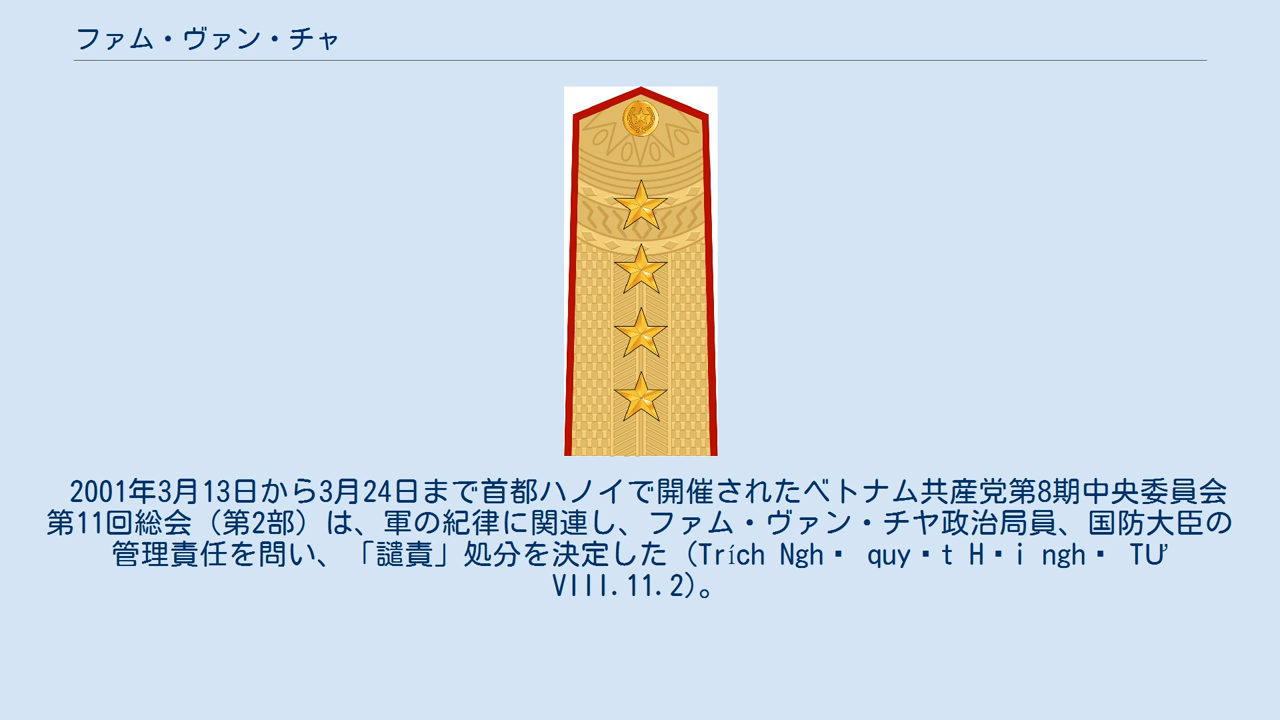 ファム・ヴァン・チャ
2001年3月13日から3月24日まで首都ハノイで開催されたベトナム共産党第8期中央委員会
第11回総会（第2部）は、軍の紀律に関連し、ファム・ヴァン・チヤ政治局員、国防大臣の
管理責任を問い、「譴責」処分を決定した（Trích Ngh・ quy・t H・i ngh・ TƯ
VIII.11.2）。